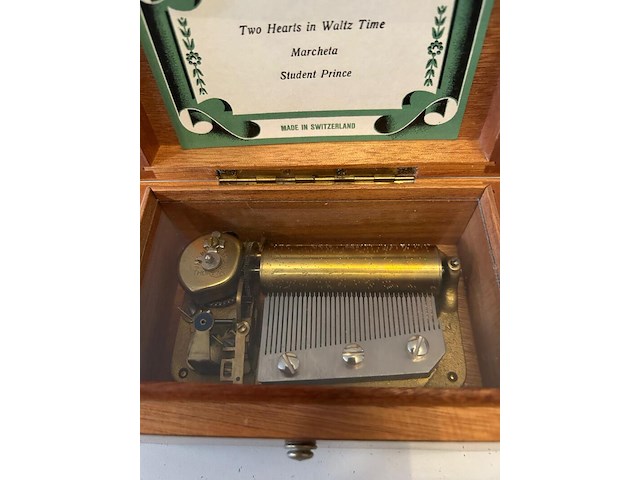 Two Hearts in Waltz Time
Marcheta
Student Prince
MADE IN SWITZERLAND